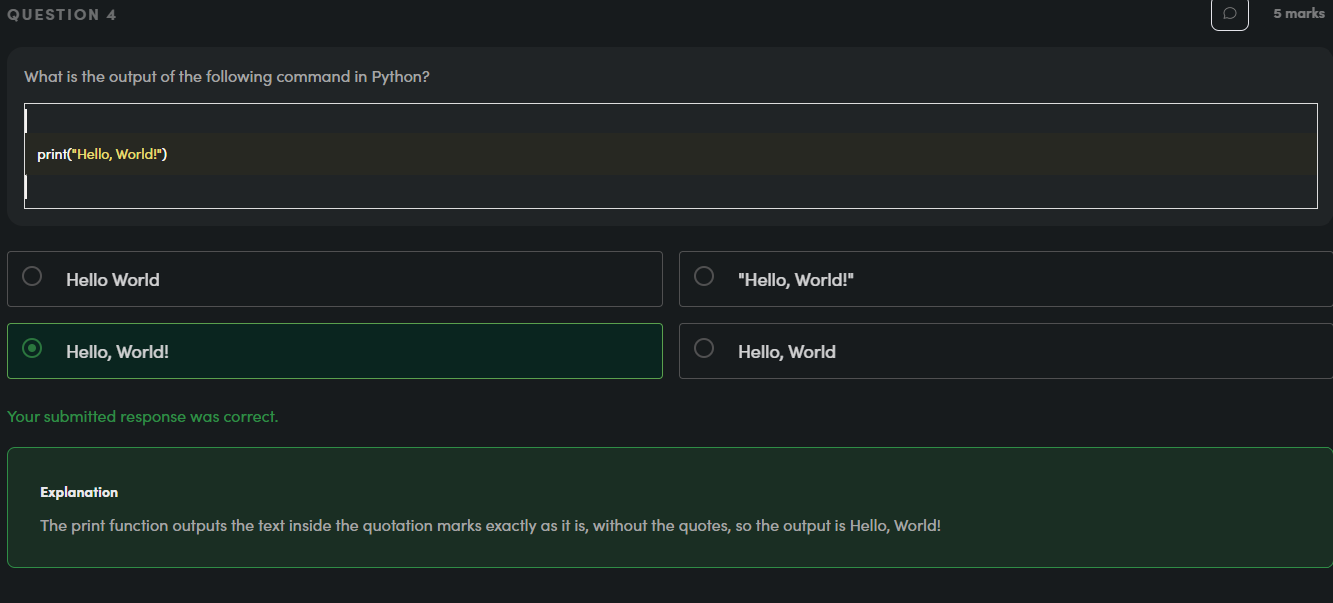 QUESTION 4
5 marks
What is the output of the following command in Python?
print("Hello, World!")
Hello World
"Hello, World!"
Hello, World!
Hello, World
Your submitted response was correct.
Explanation
The print function outputs the text inside the quotation marks exactly as it is, without the quotes, so the output is Hello, World!